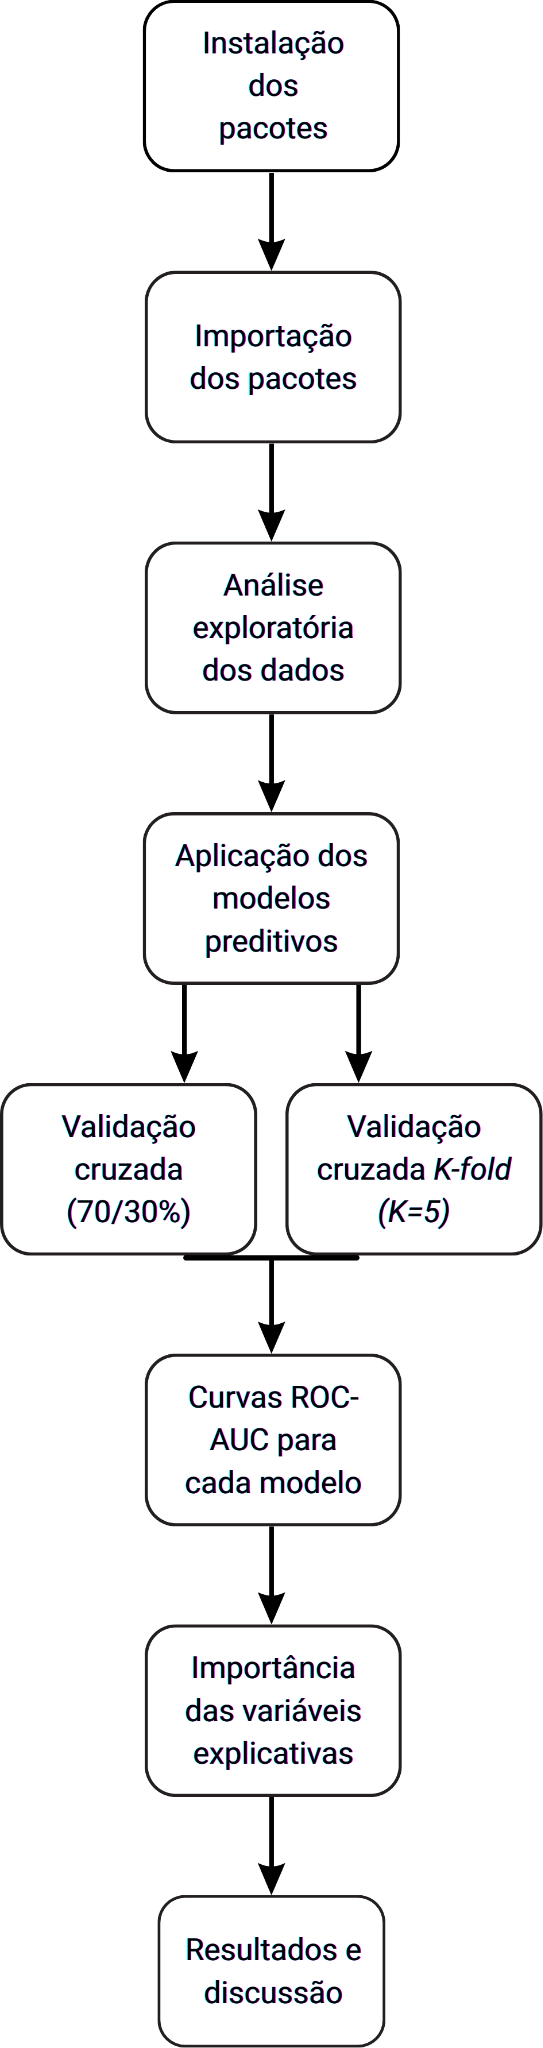 Instalação
dos
pacotes
Importação
dos pacotes
Análise
exploratória
dos dados
Aplicação dos
modelos
preditivos
Validação
cruzada
(70/30%)
Validação
cruzada K-fold
(K=5)
Curvas ROC-
AUC para
cada modelo
Importância
das variáveis
explicativas
Resultados e
discussão